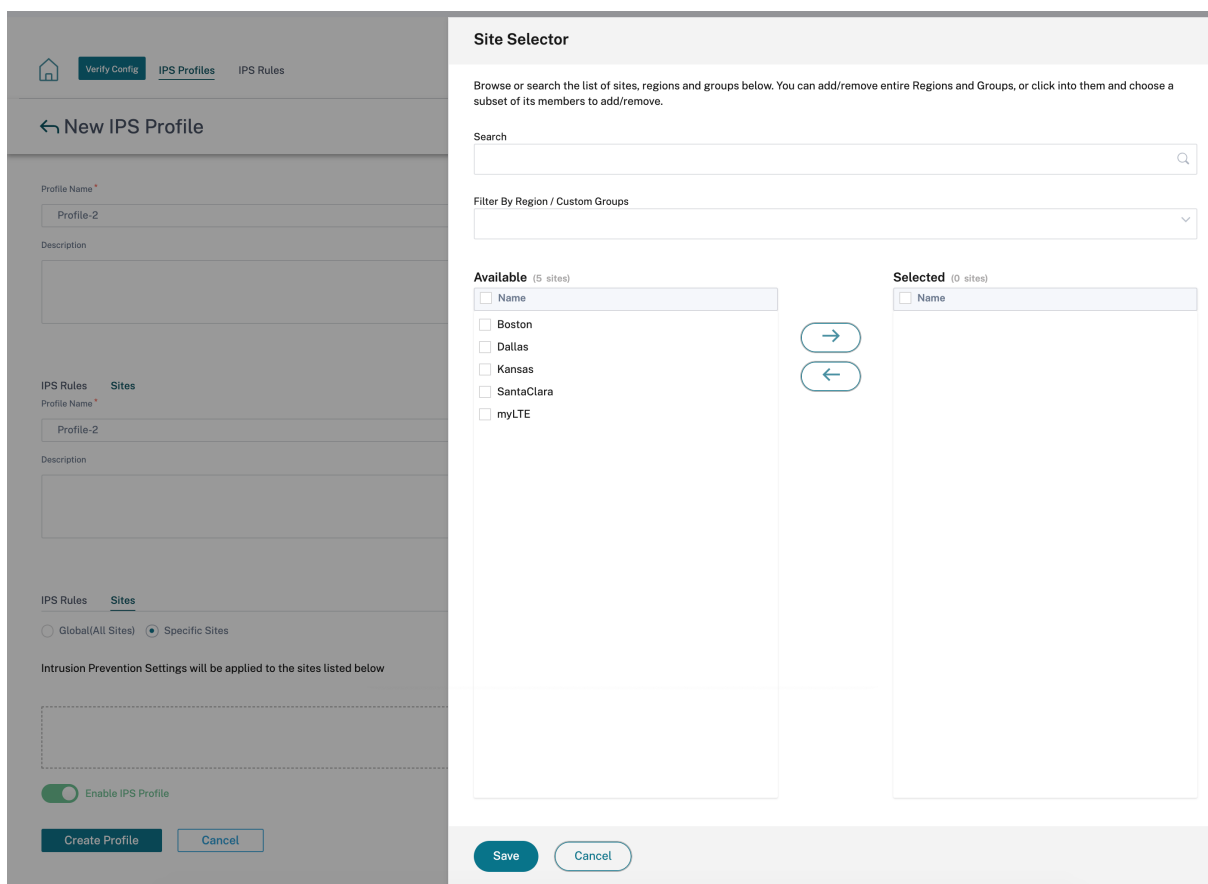 Verify Config
IPS Profiles
IPS Rules
New IPS Profile
Profile Name *
Profile-2
Description
IPS Rules
Sites
Profile Name *
Profile-2
Description
IPS Rules
Sites
Global(All Sites)
Specific Sites
Intrusion Prevention Settings will be applied to the sites listed below
Enable IPS Profile
Create Profile
Cancel
Site Selector
Browse or search the list of sites, regions and groups below. You can add/remove entire Regions and Groups, or click into them and choose a
subset of its members to add/remove.
Search
Filter By Region / Custom Groups
Available (5 sites)
Name
Boston
Dallas
Kansas
SantaClara
myLTE
Selected (0 sites)
Name
Save
Cancel